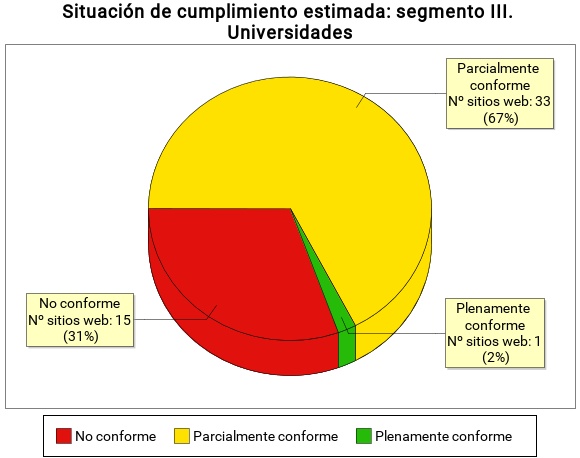 Situación de cumplimiento estimada: segmento III.
Universidades
Parcialmente
conforme
Nº sitios web: 33
(67%)
No conforme
Nº sitios web: 15
(31%)
Plenamente
conforme
Nº sitios web: 1
(2%)
No conforme
Parcialmente conforme
Plenamente conforme